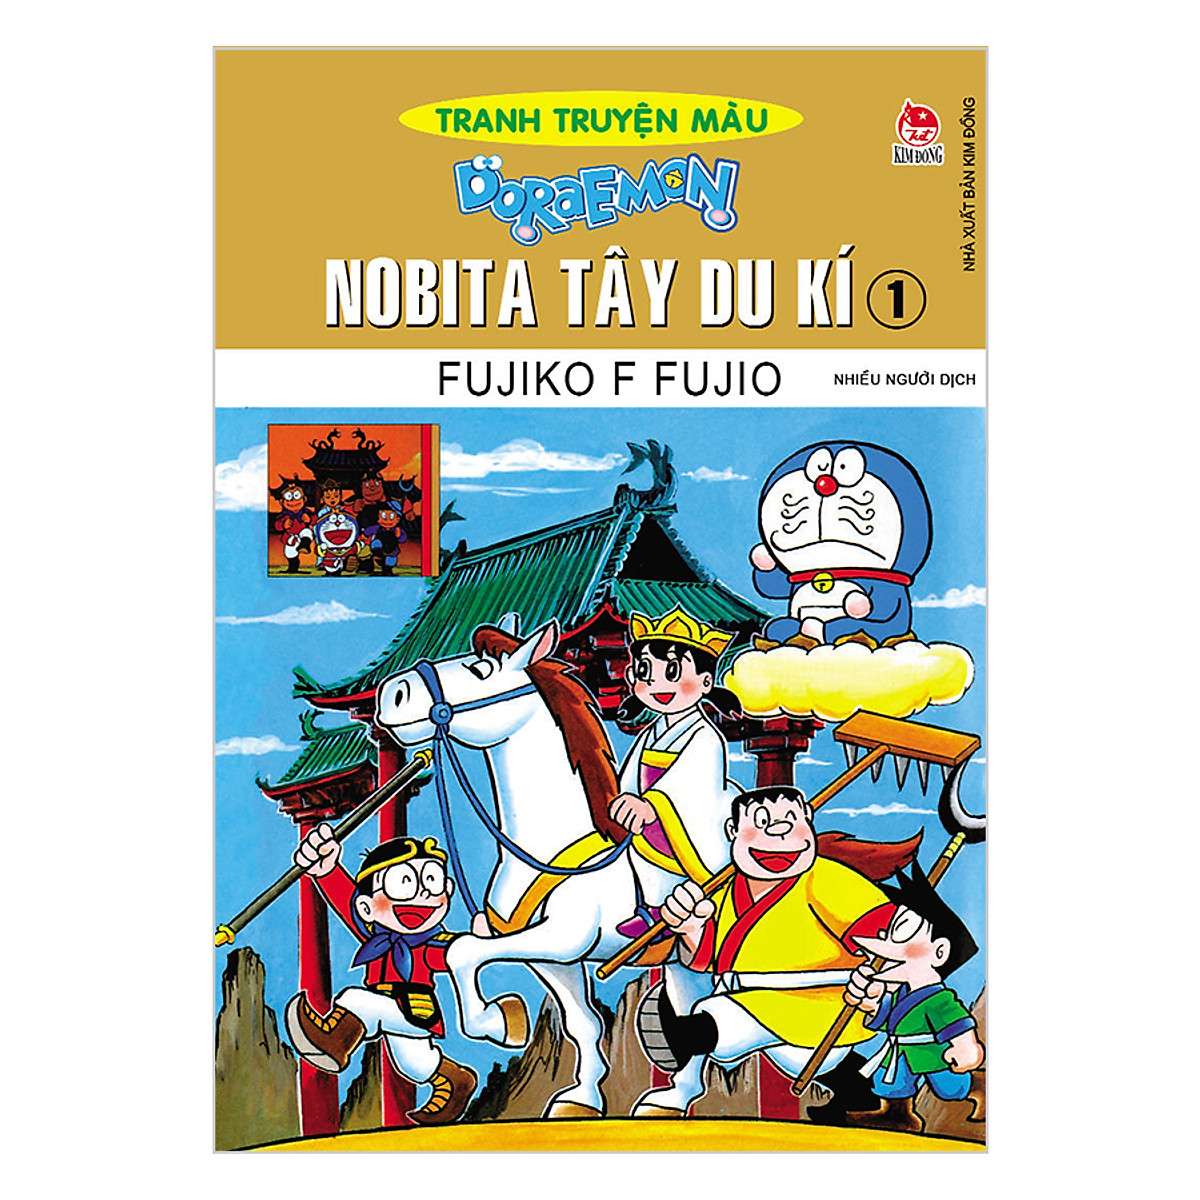 TRANH TRUYỆN MÀU
DORAEMON
NOBITA TÂY DU KÍ 1
FUJIKO F FUJIO
NHIỀU NGƯỜI DỊCH
KIM ĐỒNG
NHÀ XUẤT BẢN KIM ĐỒNG